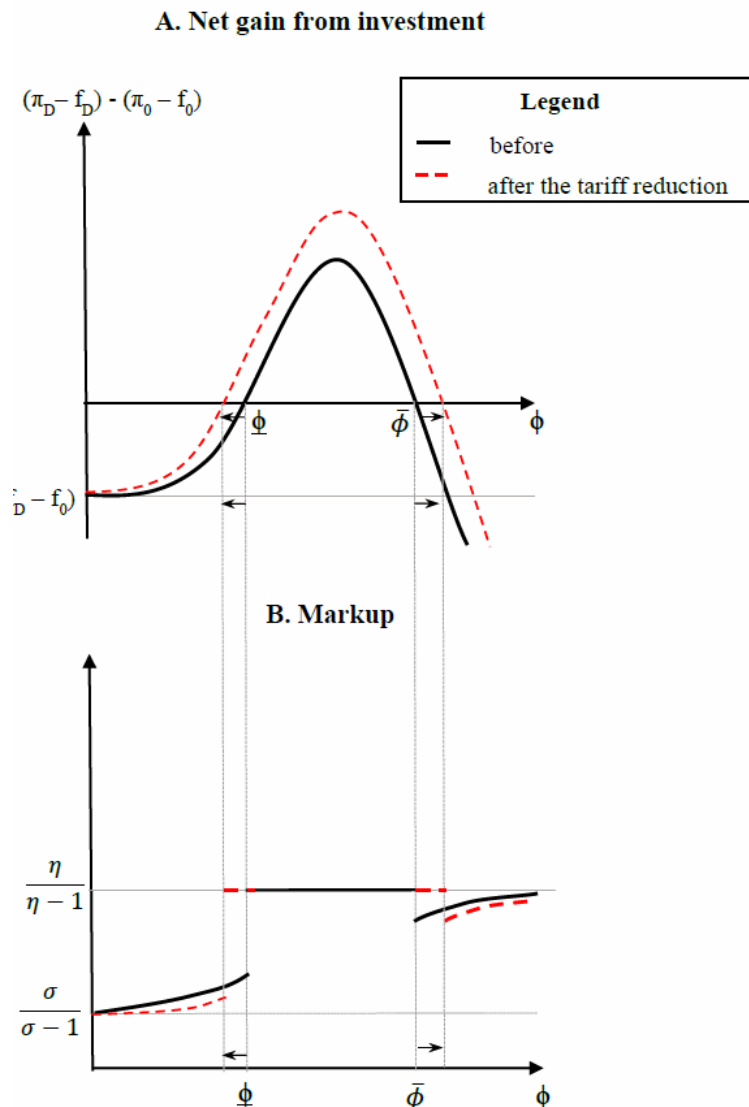 A. Net gain from investment
(π_D – f_D) - (π_0 – f_0)
Legend
before
after the tariff reduction
ϕ
ϕ̅
ϕ
_D – f_0)
B. Markup
η
η − 1
σ
σ − 1
ϕ
ϕ̅
ϕ